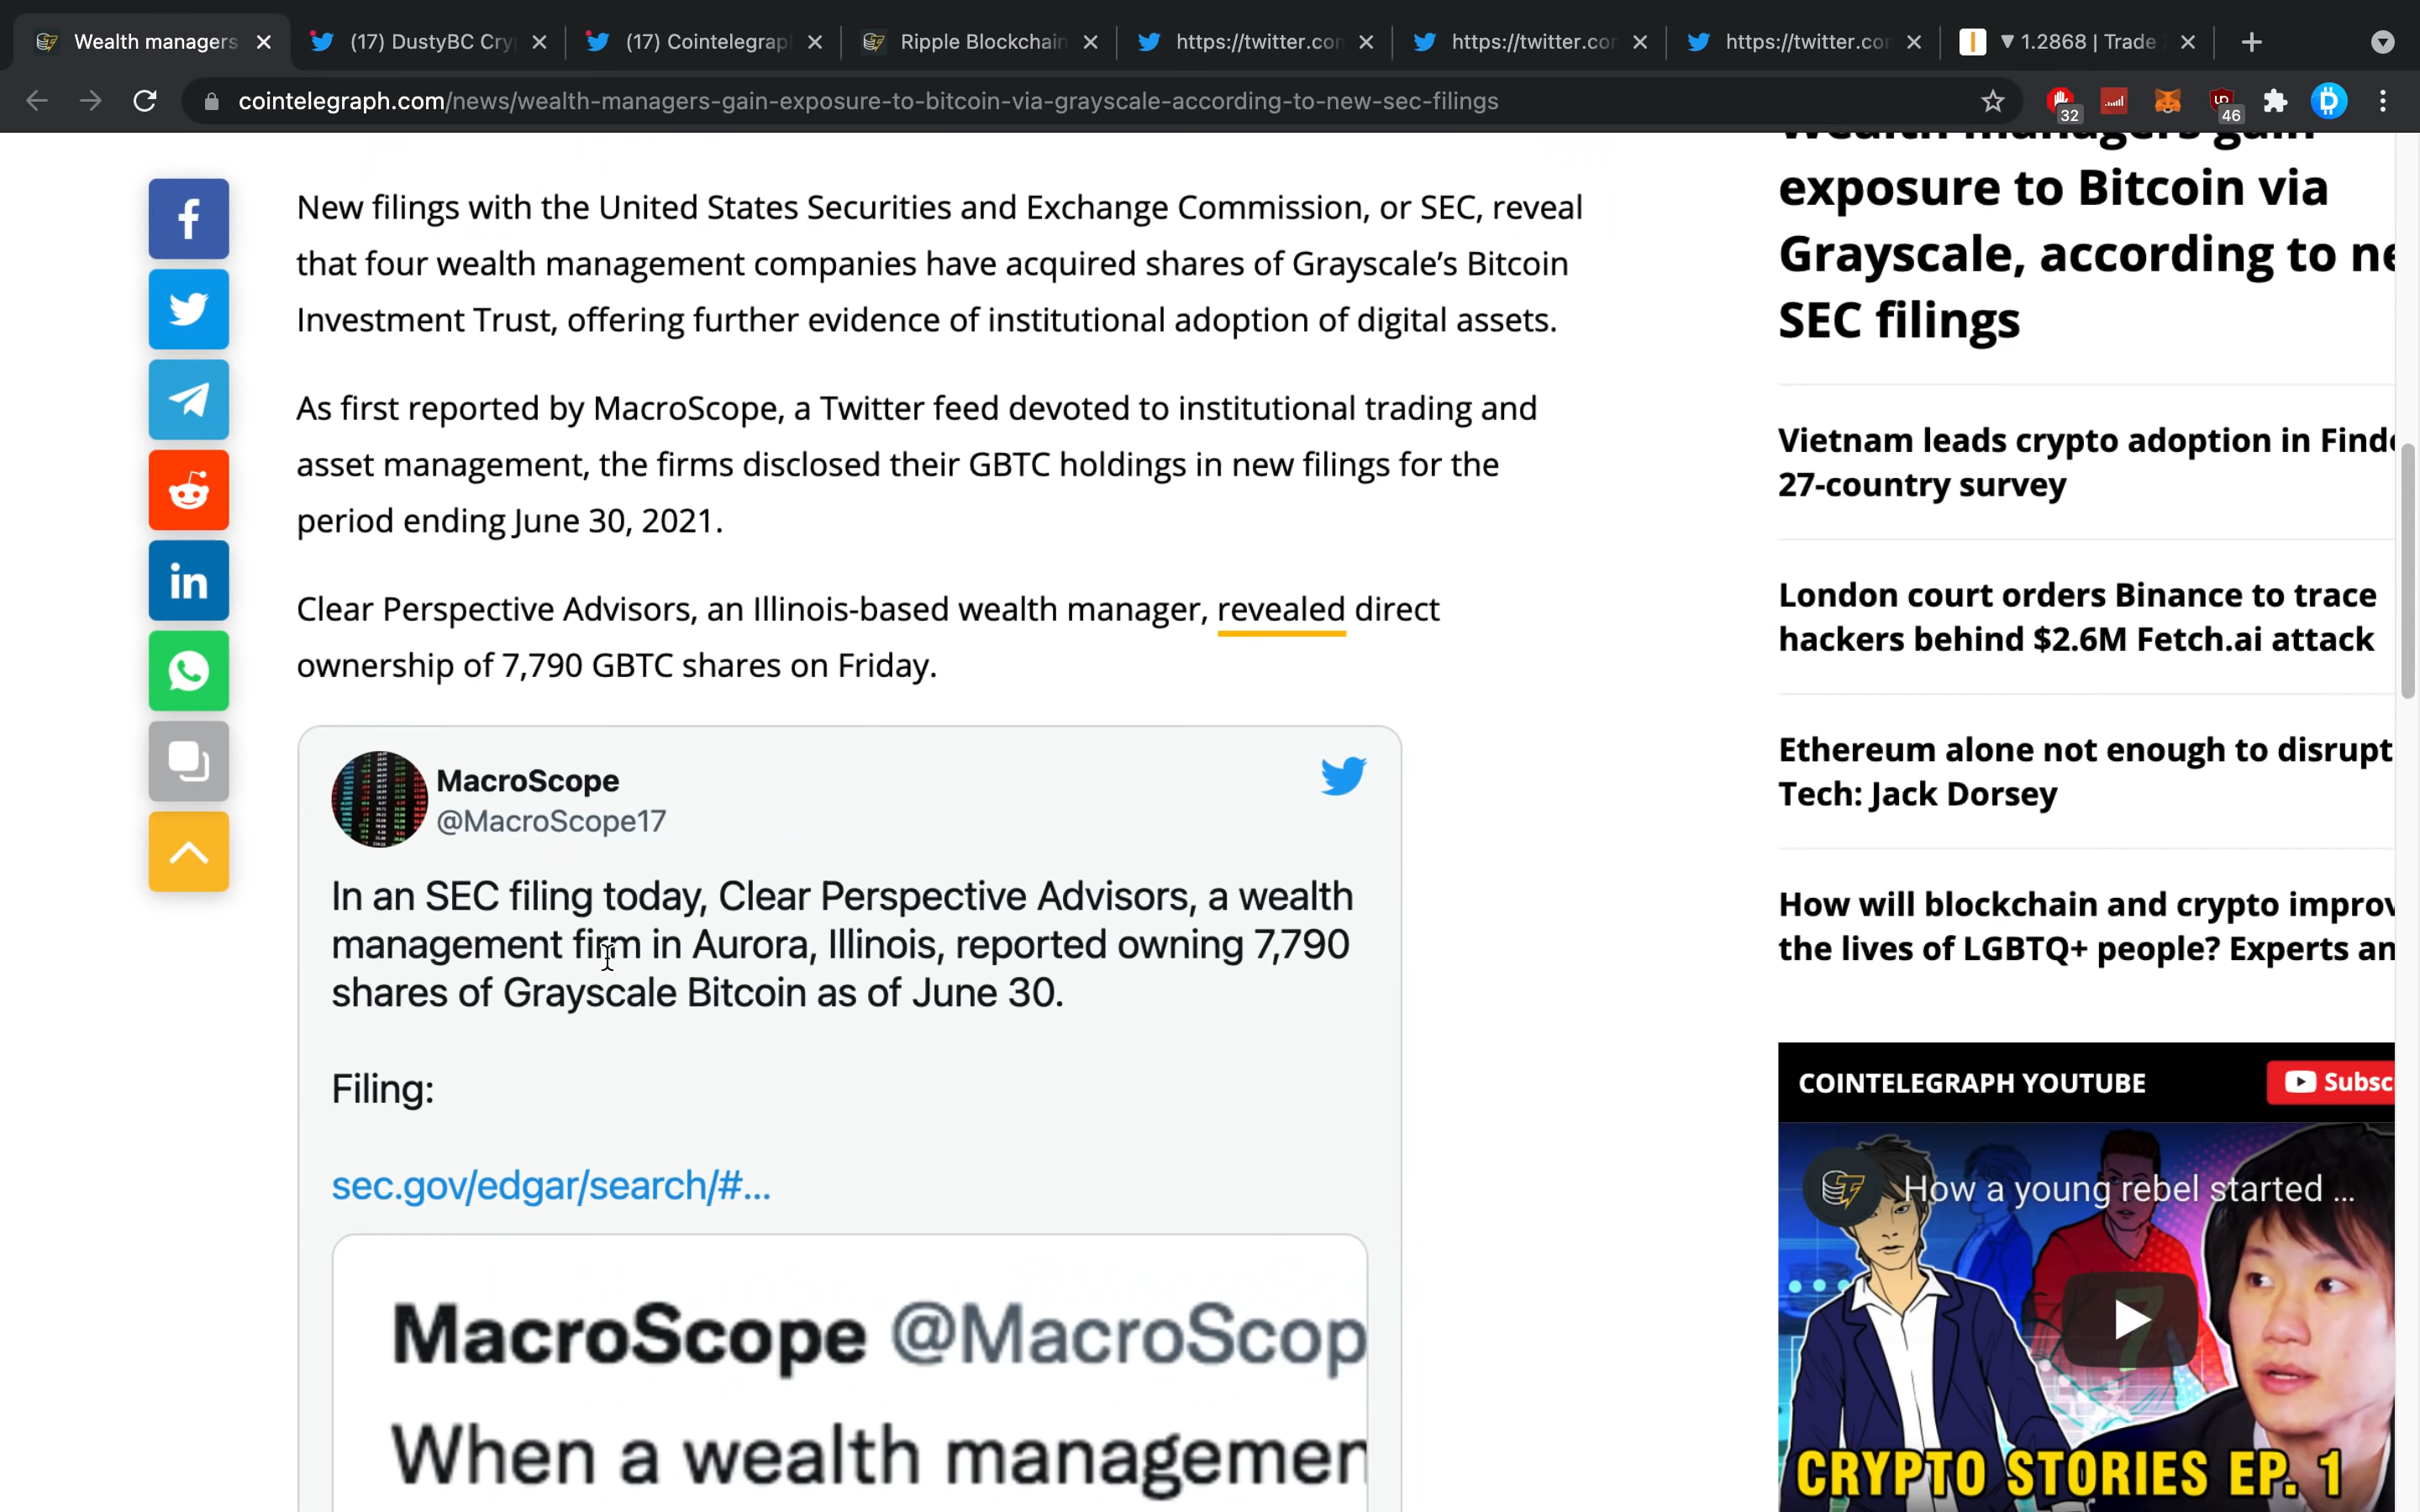 Wealth managers
(17) DustyBC Cry
(17) Cointelegrap
Ripple Blockchain
https://twitter.co
https://twitter.co
https://twitter.co
▼ 1.2868 | Trade
cointelegraph.com/news/wealth-managers-gain-exposure-to-bitcoin-via-grayscale-according-to-new-sec-filings
32
46
New filings with the United States Securities and Exchange Commission, or SEC, reveal
that four wealth management companies have acquired shares of Grayscale’s Bitcoin
Investment Trust, offering further evidence of institutional adoption of digital assets.
As first reported by MacroScope, a Twitter feed devoted to institutional trading and
asset management, the firms disclosed their GBTC holdings in new filings for the
period ending June 30, 2021.
Clear Perspective Advisors, an Illinois-based wealth manager, revealed direct
ownership of 7,790 GBTC shares on Friday.
MacroScope
@MacroScope17
In an SEC filing today, Clear Perspective Advisors, a wealth
management firm in Aurora, Illinois, reported owning 7,790
shares of Grayscale Bitcoin as of June 30.
Filing:
sec.gov/edgar/search/#...
MacroScope @MacroScop
When a wealth managemen
Wealth managers gain
exposure to Bitcoin via
Grayscale, according to ne
SEC filings
Vietnam leads crypto adoption in Finde
27-country survey
London court orders Binance to trace
hackers behind $2.6M Fetch.ai attack
Ethereum alone not enough to disrupt
Tech: Jack Dorsey
How will blockchain and crypto improv
the lives of LGBTQ+ people? Experts an
COINTELEGRAPH YOUTUBE
Subsc
How a young rebel started ...
CRYPTO STORIES EP. 1